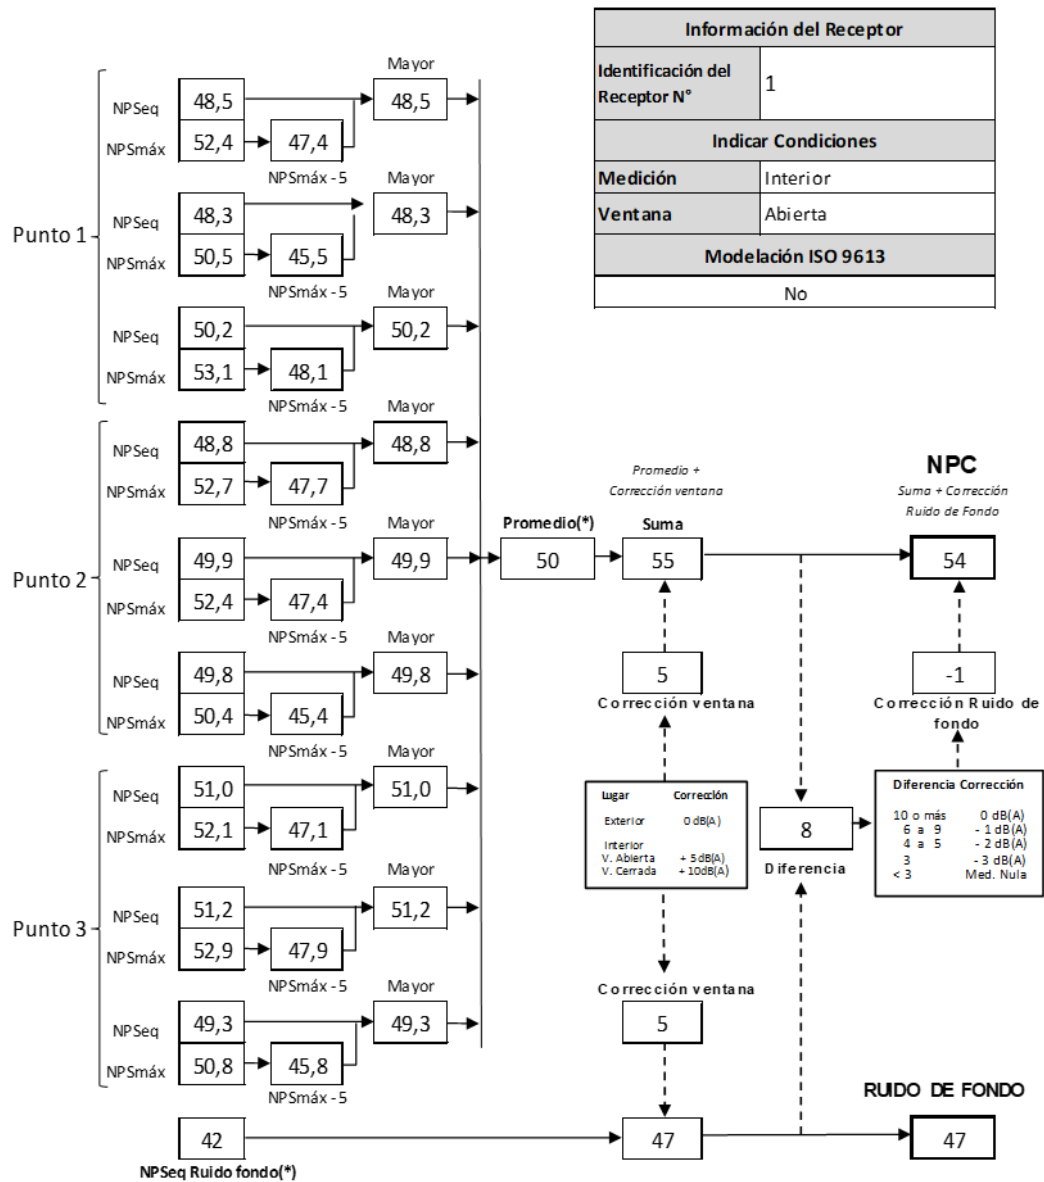 Información del Receptor
Identificación del
Receptor N°
1
Indicar Condiciones
Medición
Interior
Ventana
Abierta
Modelación ISO 9613
No
Punto 1
NPSeq
48,5
Mayor
48,5
NPSmáx
52,4
47,4
NPSmáx - 5
NPSeq
48,3
Mayor
48,3
NPSmáx
50,5
45,5
NPSmáx - 5
NPSeq
50,2
Mayor
50,2
NPSmáx
53,1
48,1
NPSmáx - 5
Punto 2
NPSeq
48,8
Mayor
48,8
NPSmáx
52,7
47,7
NPSmáx - 5
NPSeq
49,9
Mayor
49,9
NPSmáx
52,4
47,4
NPSmáx - 5
NPSeq
49,8
Mayor
49,8
NPSmáx
50,4
45,4
NPSmáx - 5
Punto 3
NPSeq
51,0
Mayor
51,0
NPSmáx
52,1
47,1
NPSeq
51,2
Mayor
51,2
NPSmáx
52,9
47,9
NPSmáx - 5
NPSeq
49,3
Mayor
49,3
NPSmáx
50,8
45,8
NPSmáx - 5
42
NPSeq Ruido fondo(*)
Promedio(*)
50
Promedio +
Corrección ventana
Suma
55
5
Corrección ventana
Lugar Corrección
Exterior 0 dB(A)
Interior
V. Abierta + 5dB(A)
V. Cerrada + 10dB(A)
Corrección ventana
5
47
8
Diferencia
NPC
Suma + Corrección
Ruido de Fondo
54
-1
Corrección Ruido de
fondo
Diferencia Corrección
10 o más 0 dB(A)
6 a 9 - 1 dB(A)
4 a 5 - 2 dB(A)
3 - 3 dB(A)
< 3 Med. Nula
RUIDO DE FONDO
47